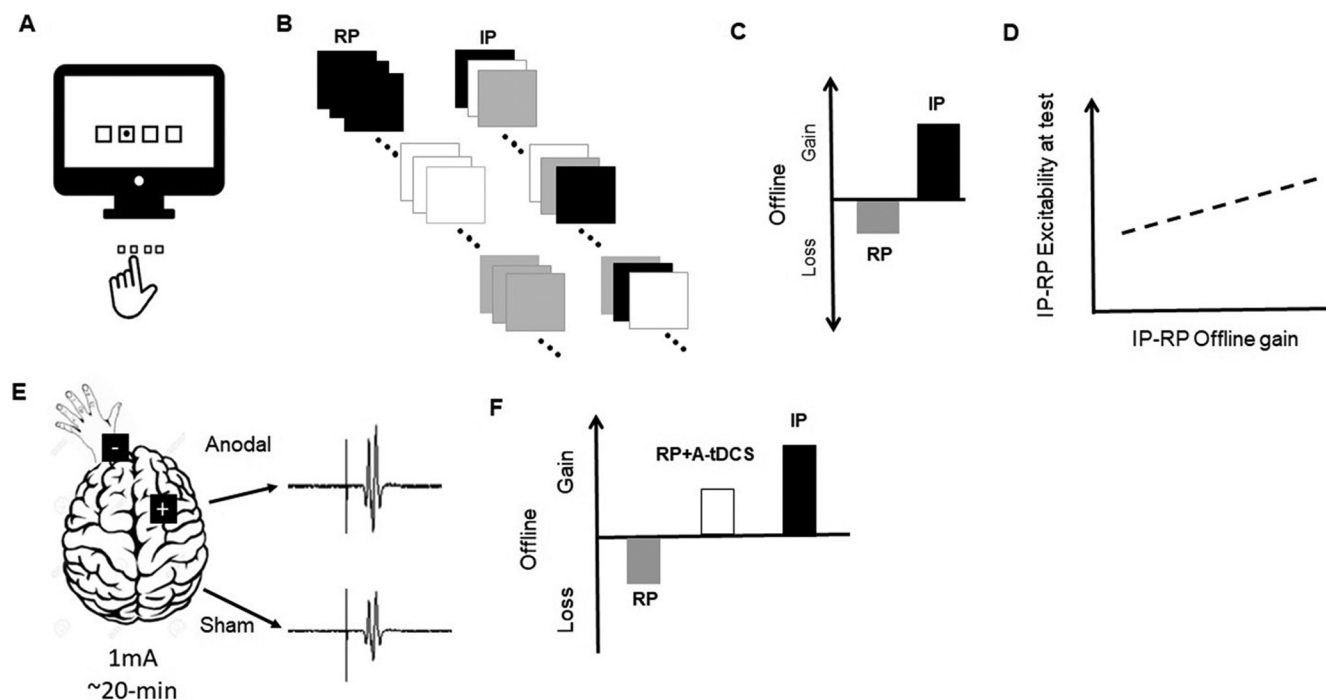 A
B
RP
IP
C
IP
Gain
Offline
Loss
RP
D
IP-RP Excitability at test
IP-RP Offline gain
E
-
+
Anodal
Sham
1mA
~20-min
F
IP
RP+A-tDCS
Gain
Offline
Loss
RP